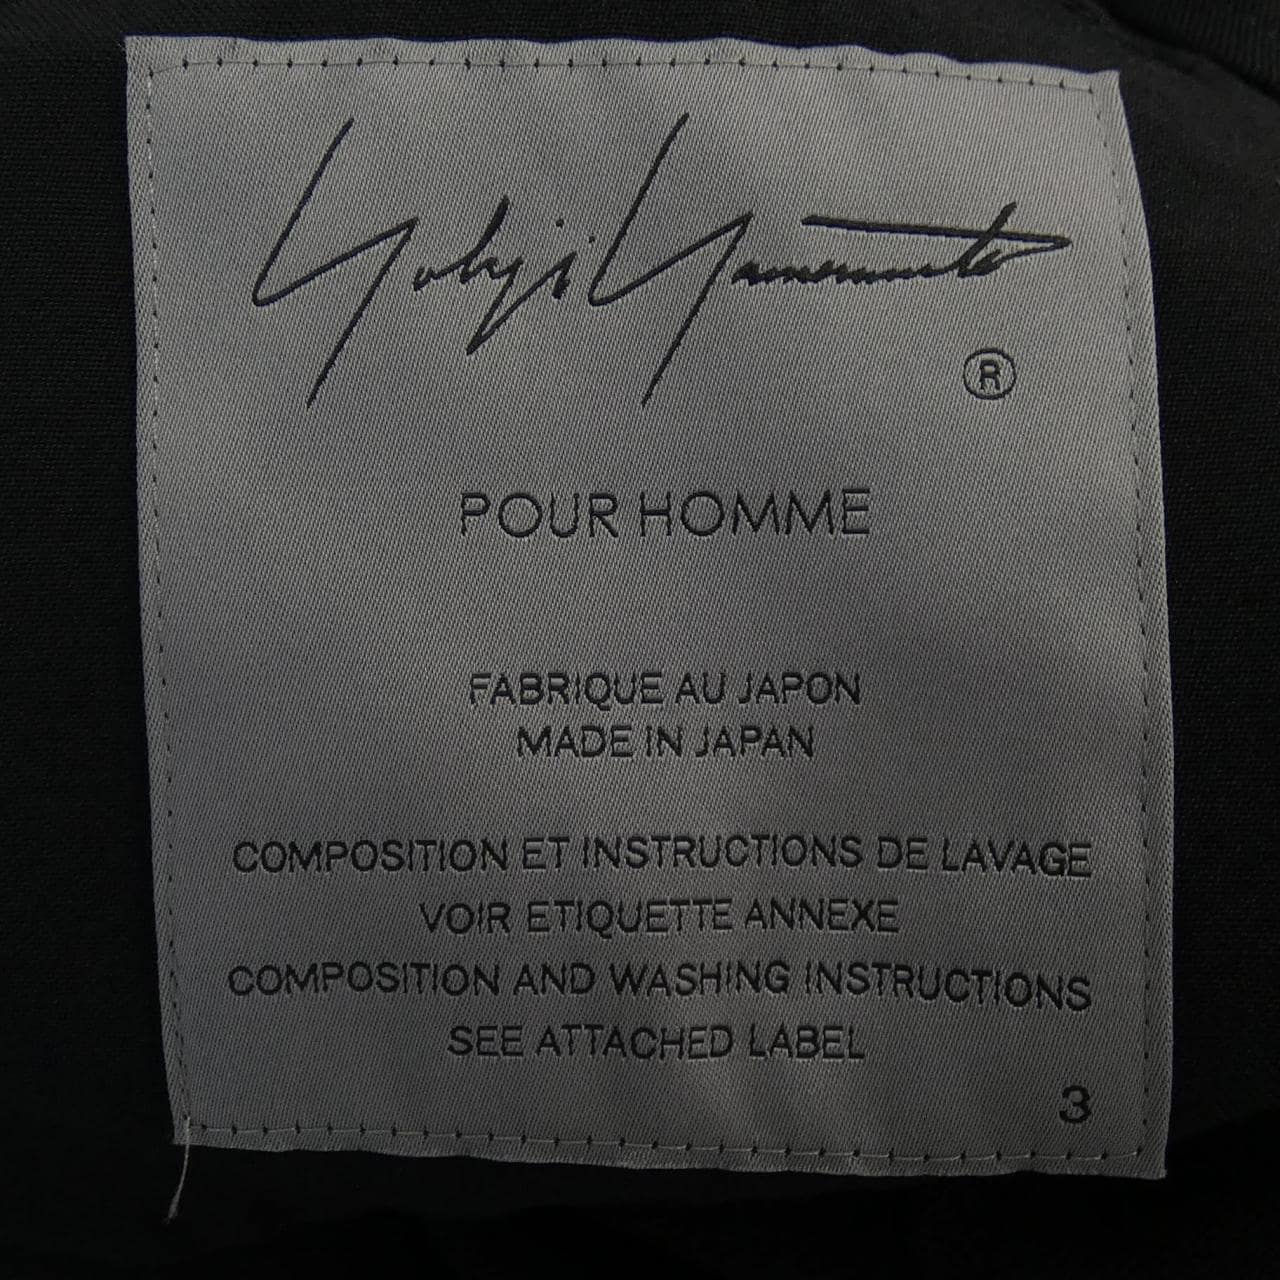 Yohji Yamamoto
®
POUR HOMME
FABRIQUE AU JAPON
MADE IN JAPAN
COMPOSITION ET INSTRUCTIONS DE LAVAGE
VOIR ETIQUETTE ANNEXE
COMPOSITION AND WASHING INSTRUCTIONS
SEE ATTACHED LABEL
3